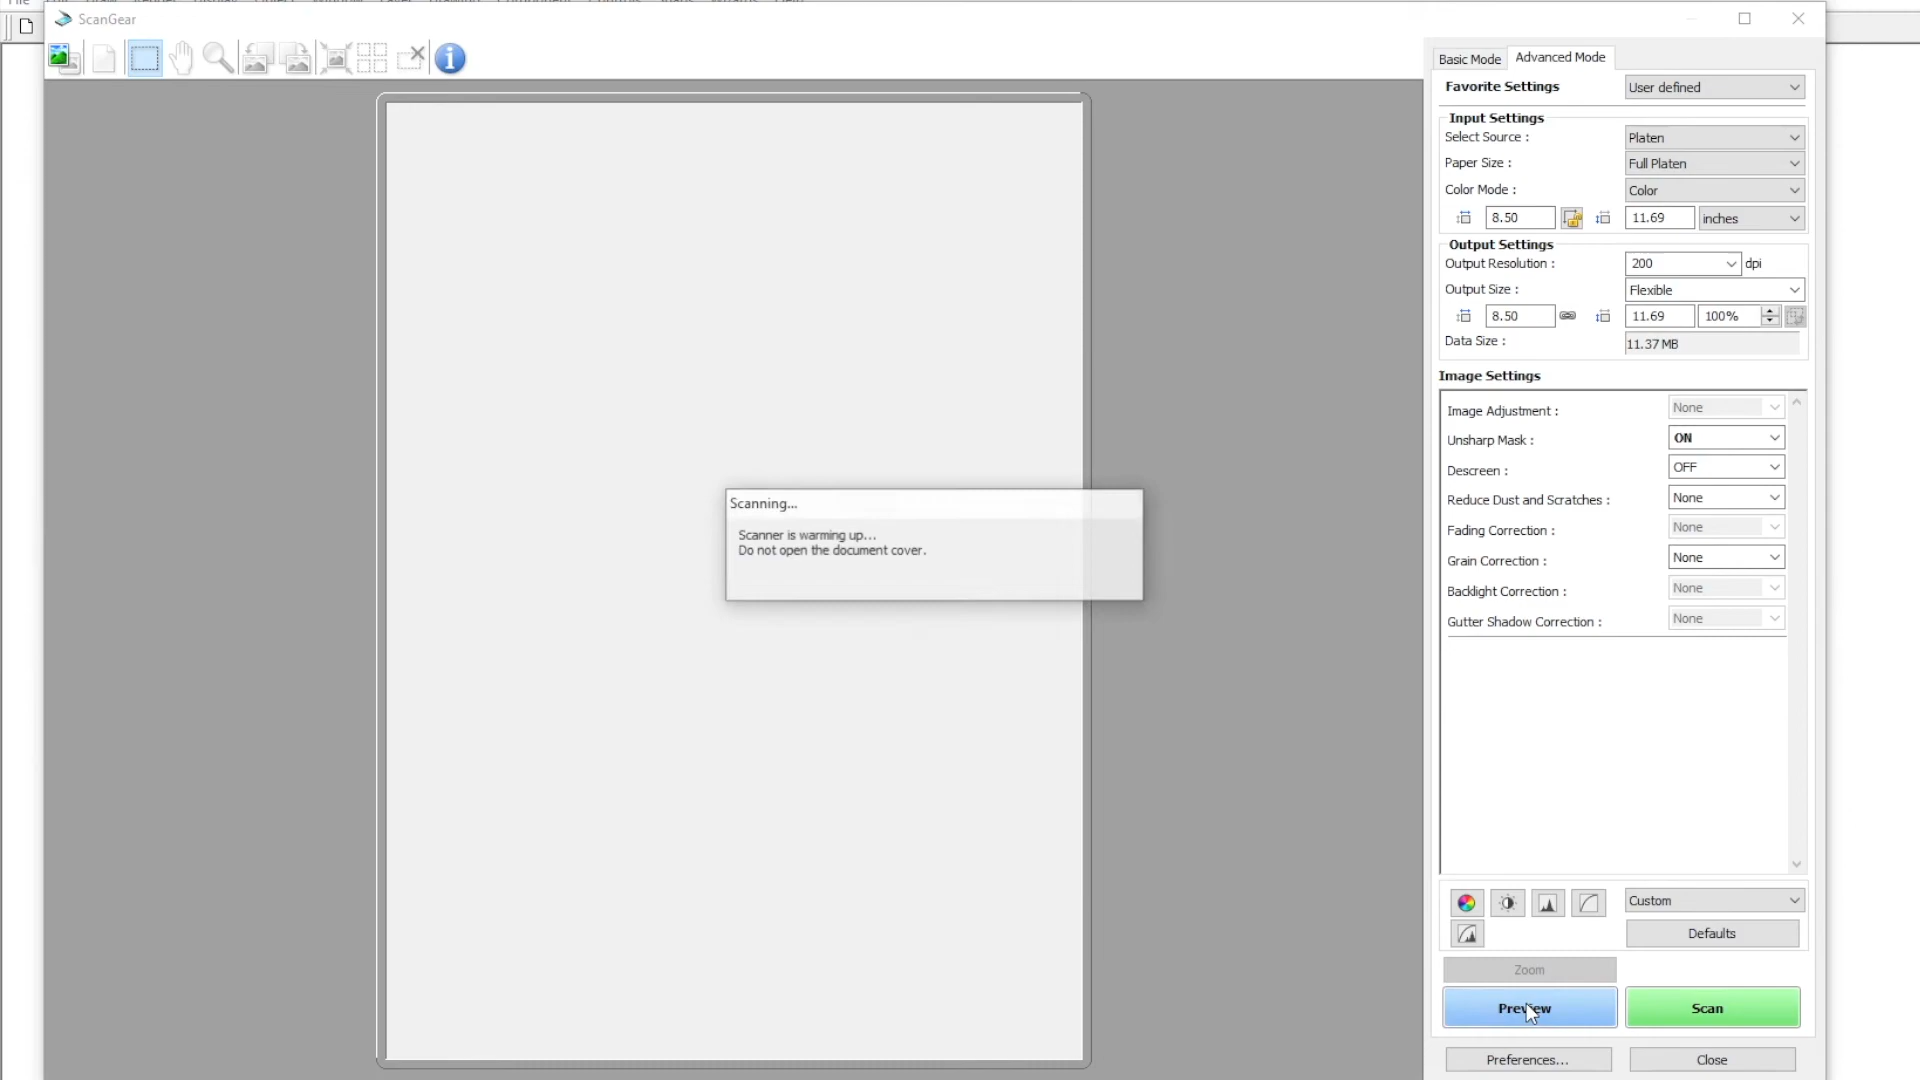 ScanGear
Basic Mode
Advanced Mode
Favorite Settings
User defined
Input Settings
Select Source :
Platen
Paper Size :
Full Platen
Color Mode :
Color
8.50
11.69
inches
Output Settings
Output Resolution :
200
dpi
Output Size :
Flexible
8.50
11.69
100%
Data Size :
11.37 MB
Image Settings
Image Adjustment :
None
Unsharp Mask :
ON
Descreen :
OFF
Reduce Dust and Scratches :
None
Fading Correction :
None
Grain Correction :
None
Backlight Correction :
None
Gutter Shadow Correction :
None
Scanning...
Scanner is warming up...
Do not open the document cover.
Custom
Defaults
Zoom
Preview
Scan
Preferences...
Close